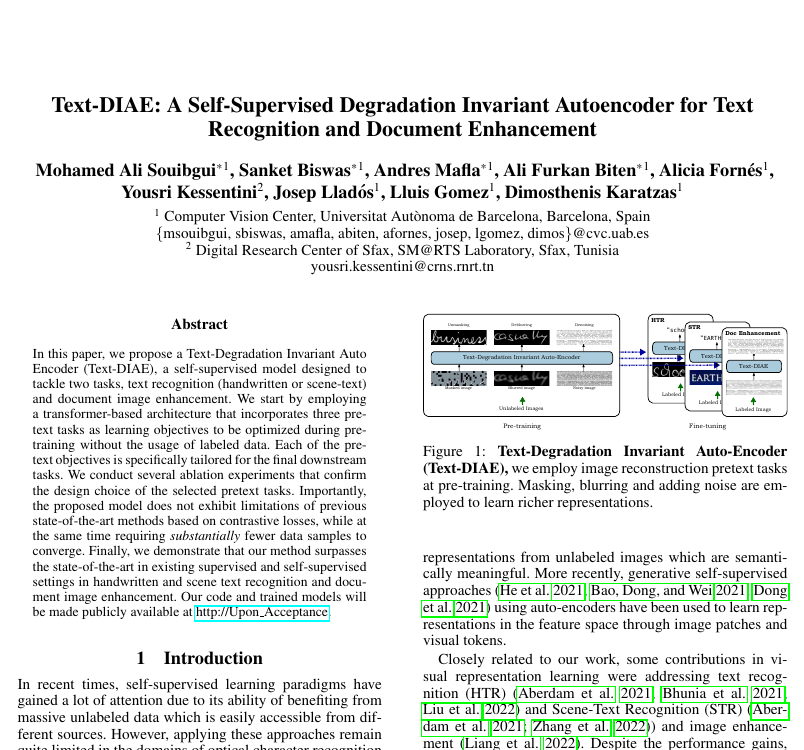 Text-DIAE: A Self-Supervised Degradation Invariant Autoencoder for Text
Recognition and Document Enhancement
Mohamed Ali Souibgui*1, Sanket Biswas*1, Andres Mafla*1, Ali Furkan Biten*1, Alicia Fornés1,
Yousri Kessentini2, Josep Lladós1, Lluis Gomez1, Dimosthenis Karatzas1
1 Computer Vision Center, Universitat Autònoma de Barcelona, Barcelona, Spain
{msouibgui, sbiswas, amafla, abiten, afornes, josep, lgomez, dimos}@cvc.uab.es
2 Digital Research Center of Sfax, SM@RTS Laboratory, Sfax, Tunisia
yousri.kessentini@crns.rnrt.tn
Abstract
In this paper, we propose a Text-Degradation Invariant Auto
Encoder (Text-DIAE), a self-supervised model designed to
tackle two tasks, text recognition (handwritten or scene-text)
and document image enhancement. We start by employing
a transformer-based architecture that incorporates three pre-
text tasks as learning objectives to be optimized during pre-
training without the usage of labeled data. Each of the pre-
text objectives is specifically tailored for the final downstream
tasks. We conduct several ablation experiments that confirm
the design choice of the selected pretext tasks. Importantly,
the proposed model does not exhibit limitations of previous
state-of-the-art methods based on contrastive losses, while at
the same time requiring substantially fewer data samples to
converge. Finally, we demonstrate that our method surpasses
the state-of-the-art in existing supervised and self-supervised
settings in handwritten and scene text recognition and docu-
ment image enhancement. Our code and trained models will
be made publicly available at http://Upon_Acceptance.
1 Introduction
In recent times, self-supervised learning paradigms have
gained a lot of attention due to its ability of benefiting from
massive unlabeled data which is easily accessible from dif-
ferent sources. However, applying these approaches remain
quite limited in the domains of optical character recognition
Unmasking Deblurring Denoising
business casually
Text-Degradation Invariant Auto-Encoder
Masked image Blurred image Noisy image
Unlabeled Images
Pre-training
HTR
STR
Doc Enhancement
"EARTH
Text-DI
Text-DIAE
EARTH
Labeled Image
Fine-tuning
Figure 1: Text-Degradation Invariant Auto-Encoder
(Text-DIAE), we employ image reconstruction pretext tasks
at pre-training. Masking, blurring and adding noise are em-
ployed to learn richer representations.
representations from unlabeled images which are semanti-
cally meaningful. More recently, generative self-supervised
approaches (He et al. 2021; Bao, Dong, and Wei 2021; Dong
et al. 2021) using auto-encoders have been used to learn rep-
resentations in the feature space through image patches and
visual tokens.
Closely related to our work, some contributions in vi-
sual representation learning were addressing text recog-
nition (HTR) (Aberdam et al. 2021; Bhunia et al. 2021;
Liu et al. 2022) and Scene-Text Recognition (STR) (Aber-
dam et al. 2021; Zhang et al. 2022)) and image enhance-
ment (Liang et al. 2022). Despite the performance gains,